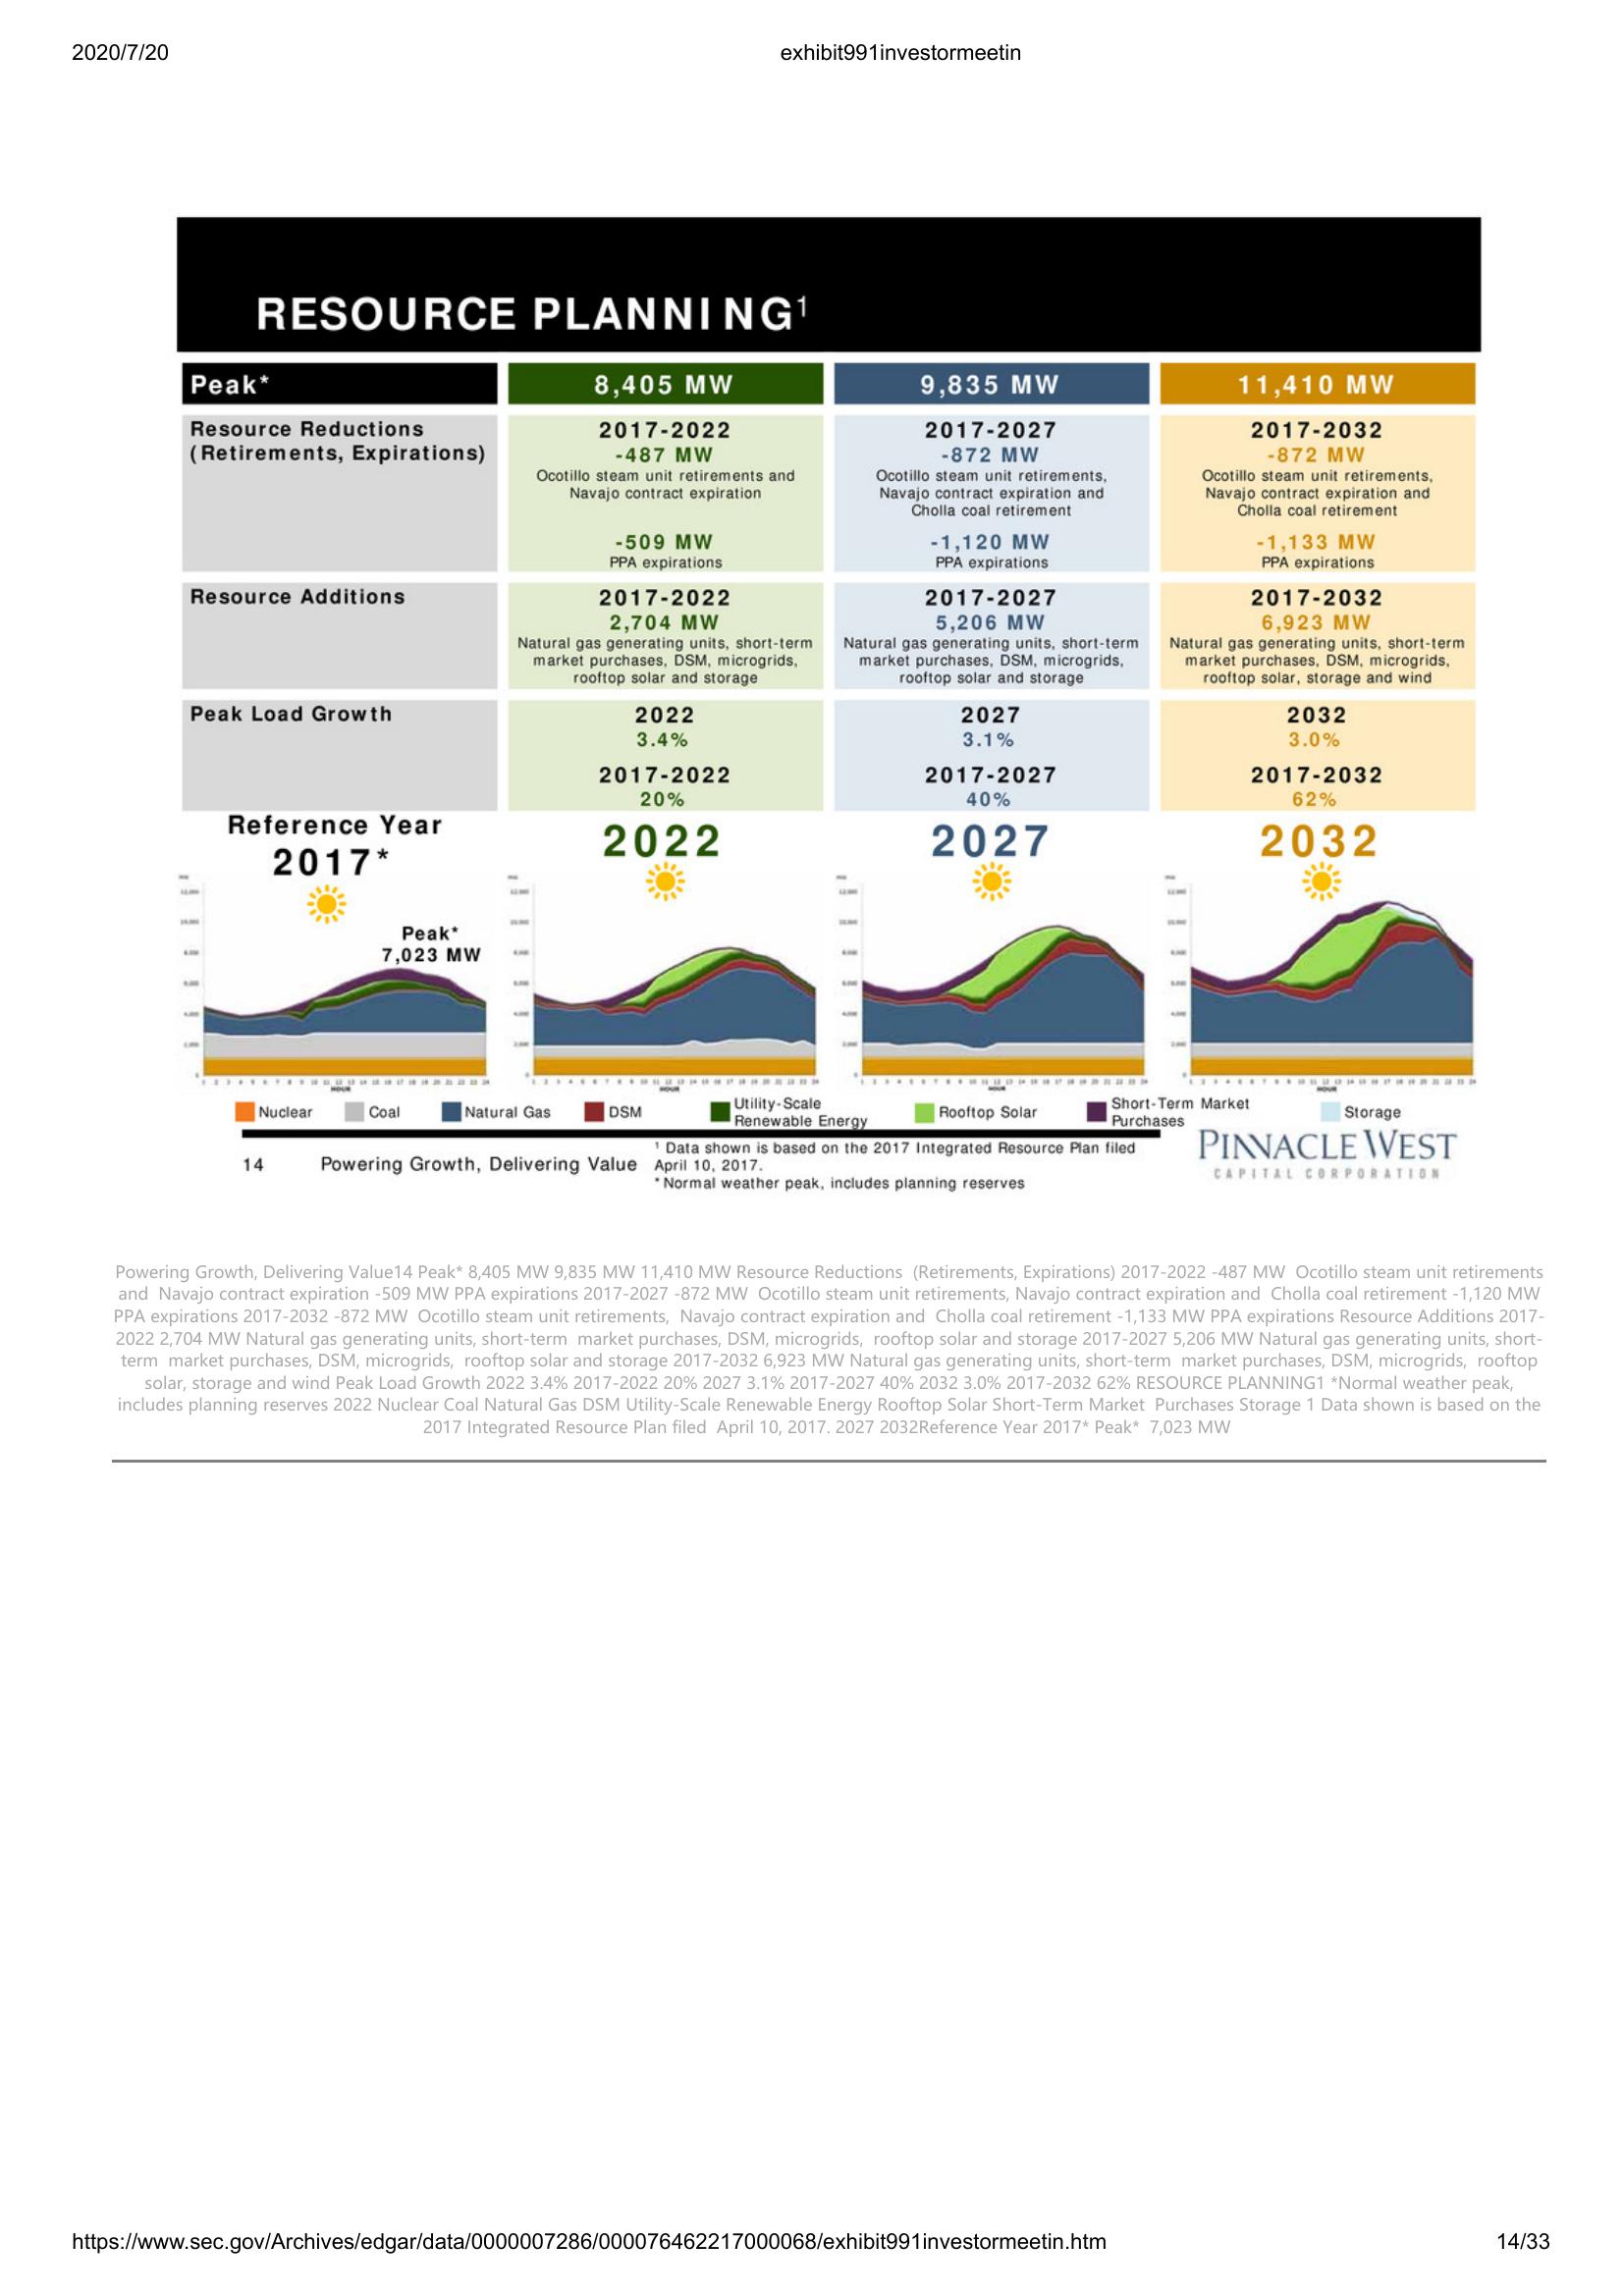 2020/7/20 exhibit991investormeetin
RESOURCE PLANNING¹
Peak* 8,405 MW 9,835 MW 11,410 MW
Resource Reductions
(Retirements, Expirations)
2017-2022
-487 MW
Ocotillo steam unit retirements and
Navajo contract expiration
-509 MW
PPA expirations
2017-2027
-872 MW
Ocotillo steam unit retirements,
Navajo contract expiration and
Cholla coal retirement
-1,120 MW
PPA expirations
2017-2032
-872 MW
Ocotillo steam unit retirements,
Navajo contract expiration and
Cholla coal retirement
-1,133 MW
PPA expirations
Resource Additions
2017-2022
2,704 MW
Natural gas generating units, short-term
market purchases, DSM, microgrids,
rooftop solar and storage
2017-2027
5,206 MW
Natural gas generating units, short-term
market purchases, DSM, microgrids,
rooftop solar and storage
2017-2032
6,923 MW
Natural gas generating units, short-term
market purchases, DSM, microgrids,
rooftop solar, storage and wind
Peak Load Growth
2022
3.4%
2017-2022
20%
2027
3.1%
2017-2027
40%
2032
3.0%
2017-2032
62%
Reference Year
2017*
2022
2027
2032
Peak*
7,023 MW
HOUR
HOUR
HOUR
HOUR
Nuclear
Coal
Natural Gas
DSM
Utility-Scale
Renewable Energy
Rooftop Solar
Short-Term Market
Purchases
Storage
14 Powering Growth, Delivering Value
¹ Data shown is based on the 2017 Integrated Resource Plan filed
April 10, 2017.
*Normal weather peak, includes planning reserves
PINNACLE WEST
CAPITAL CORPORATION
Powering Growth, Delivering Value14 Peak* 8,405 MW 9,835 MW 11,410 MW Resource Reductions (Retirements, Expirations) 2017-2022 -487 MW Ocotillo steam unit retirements
and Navajo contract expiration -509 MW PPA expirations 2017-2027 -872 MW Ocotillo steam unit retirements, Navajo contract expiration and Cholla coal retirement -1,120 MW
PPA expirations 2017-2032 -872 MW Ocotillo steam unit retirements, Navajo contract expiration and Cholla coal retirement -1,133 MW PPA expirations Resource Additions 2017-
2022 2,704 MW Natural gas generating units, short-term market purchases, DSM, microgrids, rooftop solar and storage 2017-2027 5,206 MW Natural gas generating units, short-
term market purchases, DSM, microgrids, rooftop solar and storage 2017-2032 6,923 MW Natural gas generating units, short-term market purchases, DSM, microgrids, rooftop
solar, storage and wind Peak Load Growth 2022 3.4% 2017-2022 20% 2027 3.1% 2017-2027 40% 2032 3.0% 2017-2032 62% RESOURCE PLANNING1 *Normal weather peak,
includes planning reserves 2022 Nuclear Coal Natural Gas DSM Utility-Scale Renewable Energy Rooftop Solar Short-Term Market Purchases Storage 1 Data shown is based on the
2017 Integrated Resource Plan filed April 10, 2017. 2027 2032Reference Year 2017* Peak* 7,023 MW
https://www.sec.gov/Archives/edgar/data/0000007286/000076462217000068/exhibit991investormeetin.htm 14/33